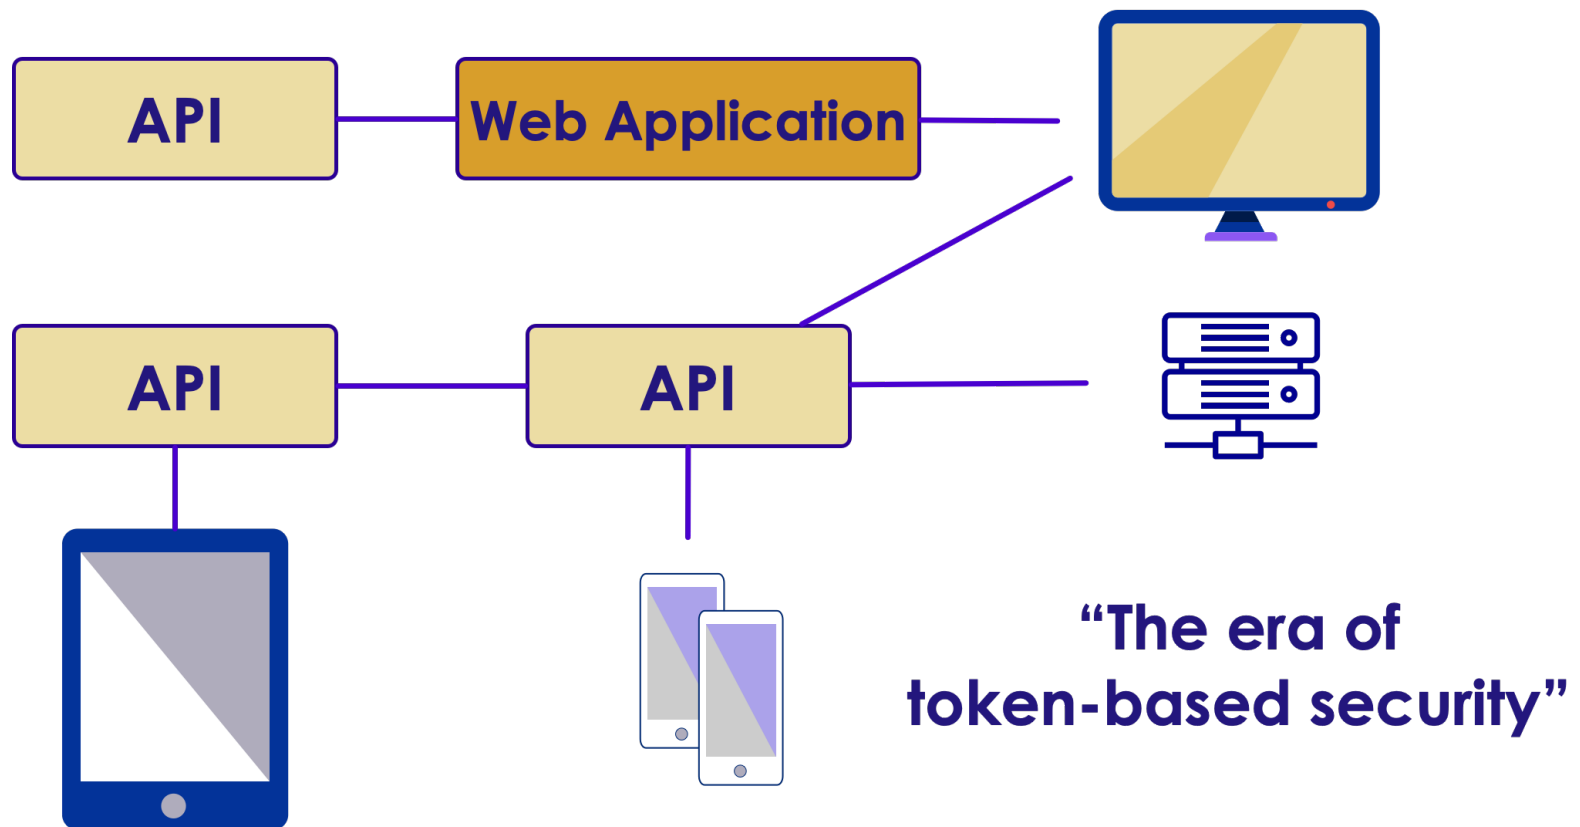 API
Web Application
API
API
“The era of
token-based security”